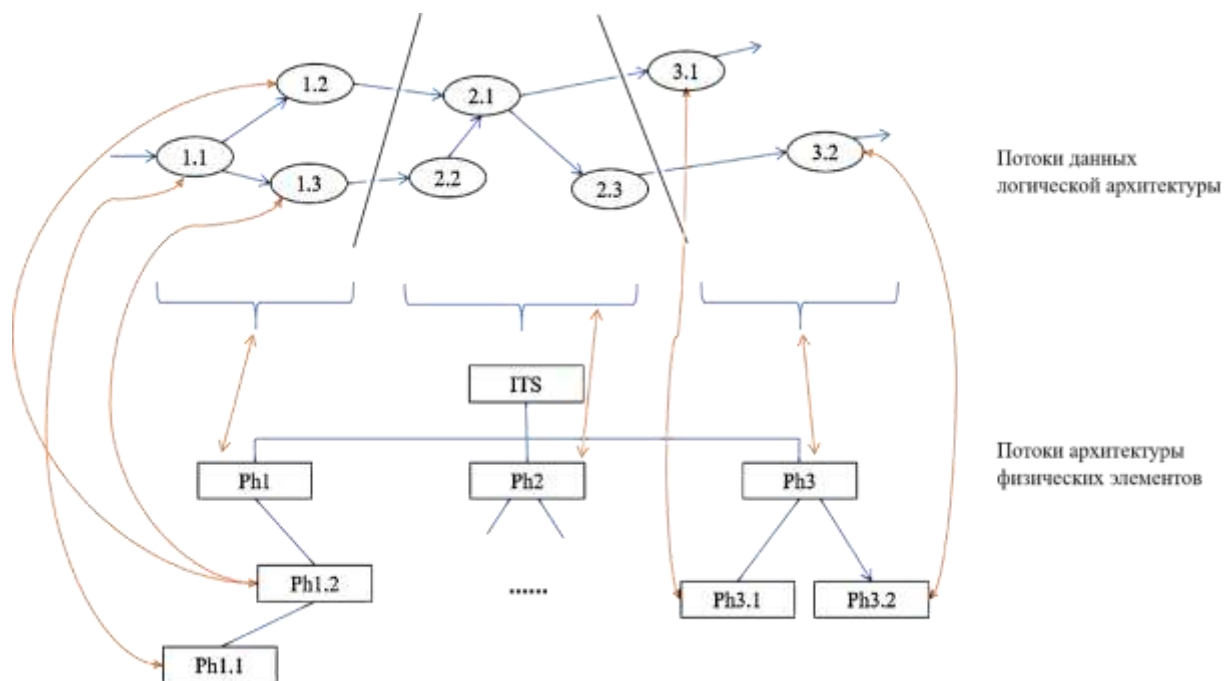 1.2
3.1
2.1
1.1
1.3
2.2
2.3
3.2
Потоки данных
логической архитектуры
ITS
Ph1
Ph2
Ph3
Потоки архитектуры
физических элементов
Ph1.2
......
Ph3.1
Ph3.2
Ph1.1